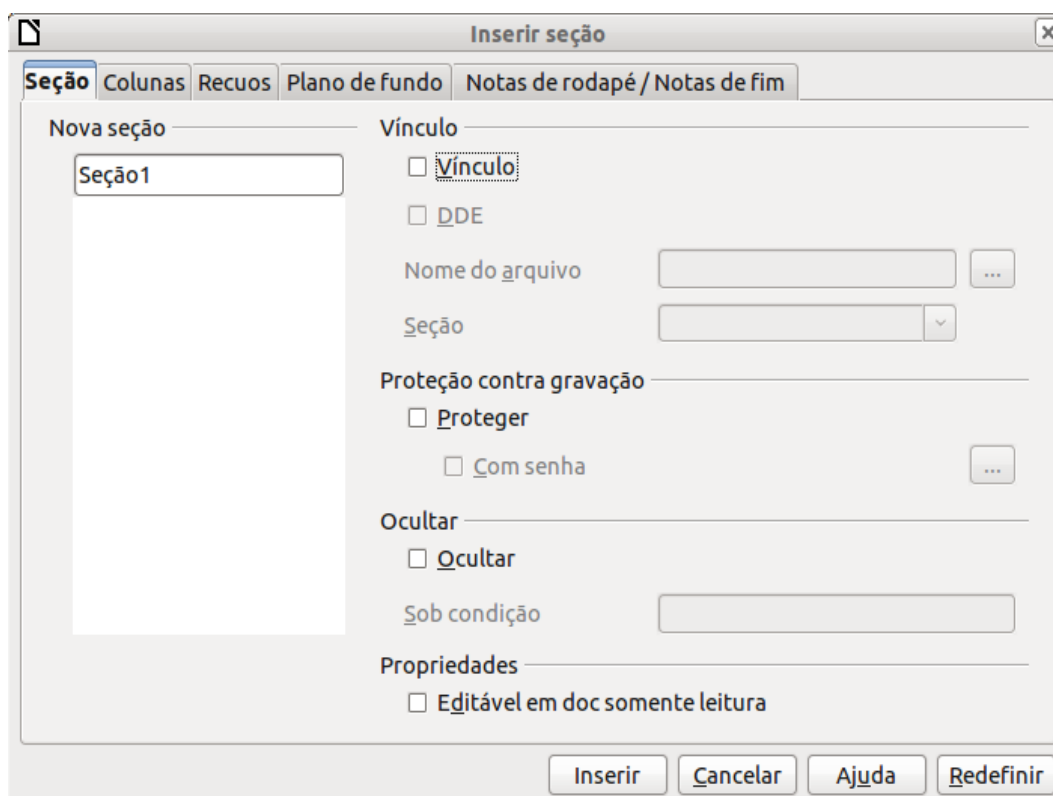 Inserir seção
Seção Colunas Recuos Plano de fundo Notas de rodapé / Notas de fim
Nova seção
Seção1
Vínculo
Vínculo
DDE
Nome do arquivo ...
Seção
Proteção contra gravação
Proteger
Com senha ...
Ocultar
Ocultar
Sob condição
Propriedades
Editável em doc somente leitura
Inserir Cancelar Ajuda Redefinir